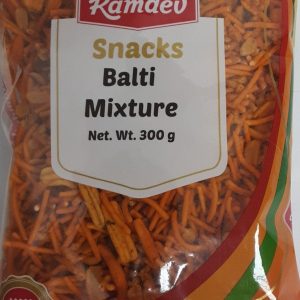 Ramdev
Snacks
Balti
Mixture
Net. Wt. 300 g